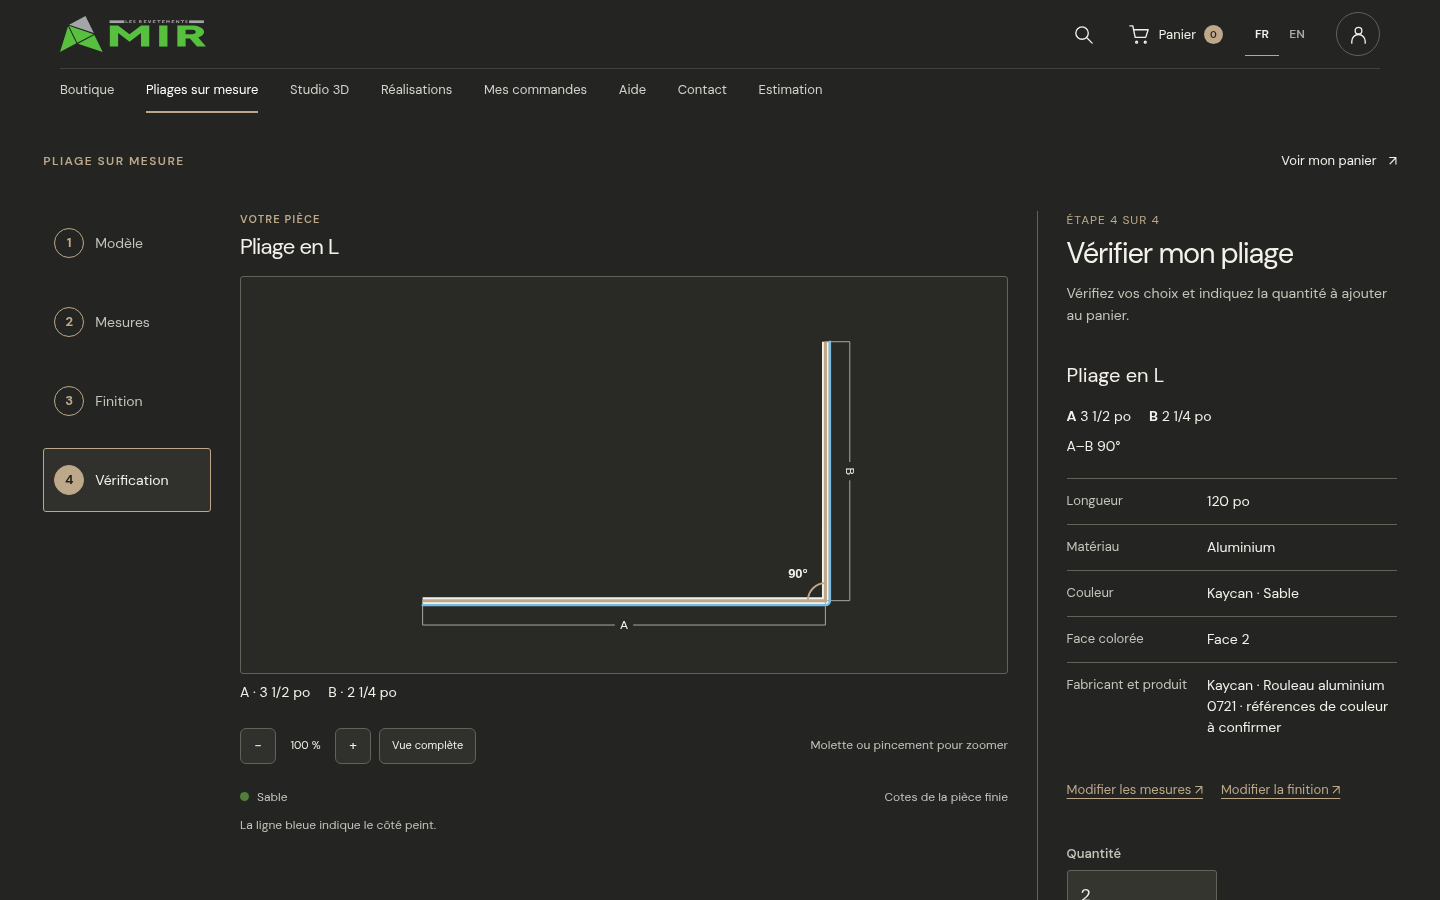 LES REVÊTEMENTS
MIR
Panier 0
FR EN
Boutique Pliages sur mesure Studio 3D Réalisations Mes commandes Aide Contact Estimation
PLIAGE SUR MESURE
Voir mon panier
1 Modèle
2 Mesures
3 Finition
4 Vérification
VOTRE PIÈCE
Pliage en L
B
90°
A
A · 3 1/2 po B · 2 1/4 po
− 100 % + Vue complète
Molette ou pincement pour zoomer
Sable
Cotes de la pièce finie
La ligne bleue indique le côté peint.
ÉTAPE 4 SUR 4
Vérifier mon pliage
Vérifiez vos choix et indiquez la quantité à ajouter
au panier.
Pliage en L
A 3 1/2 po B 2 1/4 po
A–B 90°
Longueur 120 po
Matériau Aluminium
Couleur Kaycan · Sable
Face colorée Face 2
Fabricant et produit Kaycan · Rouleau aluminium
0721 · références de couleur
à confirmer
Modifier les mesures Modifier la finition
Quantité
2